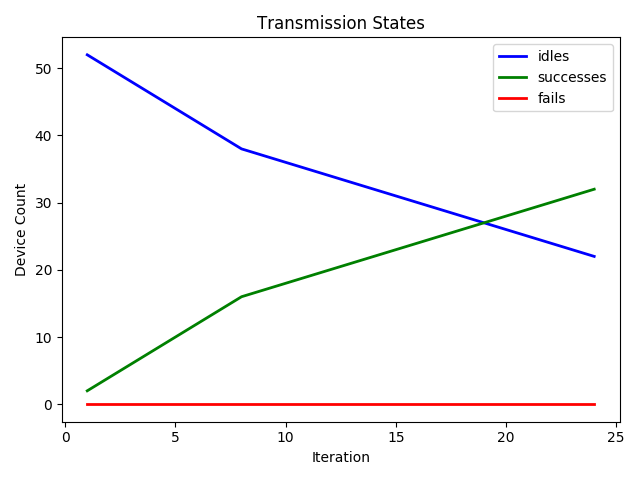 Transmission States
idles
successes
fails
Device Count
50
40
30
20
10
0
0 5 10 15 20 25
Iteration